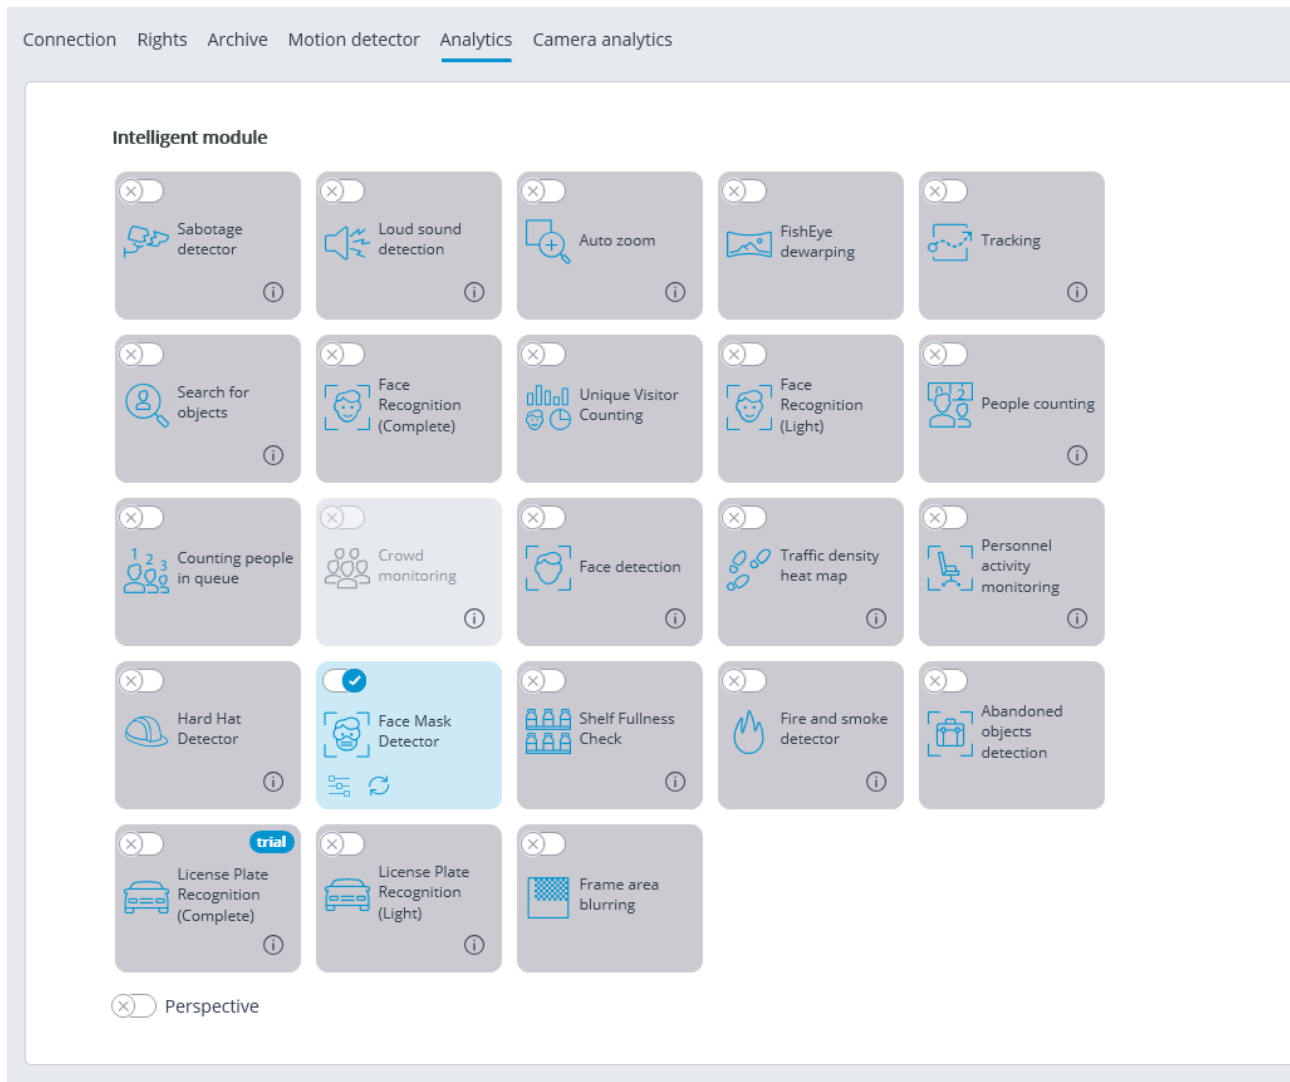 Connection Rights Archive Motion detector Analytics Camera analytics
Intelligent module
Sabotage
detector
Loud sound
detection
Auto zoom
FishEye
dewarping
Tracking
Search for
objects
Face
Recognition
(Complete)
Unique Visitor
Counting
Face
Recognition
(Light)
2
People counting
1 2 3
Counting people
in queue
Crowd
monitoring
Face detection
Traffic density
heat map
Personnel
activity
monitoring
Hard Hat
Detector
Face Mask
Detector
Shelf Fullness
Check
Fire and smoke
detector
Abandoned
objects
detection
trial
License Plate
Recognition
(Complete)
License Plate
Recognition
(Light)
Frame area
blurring
Perspective